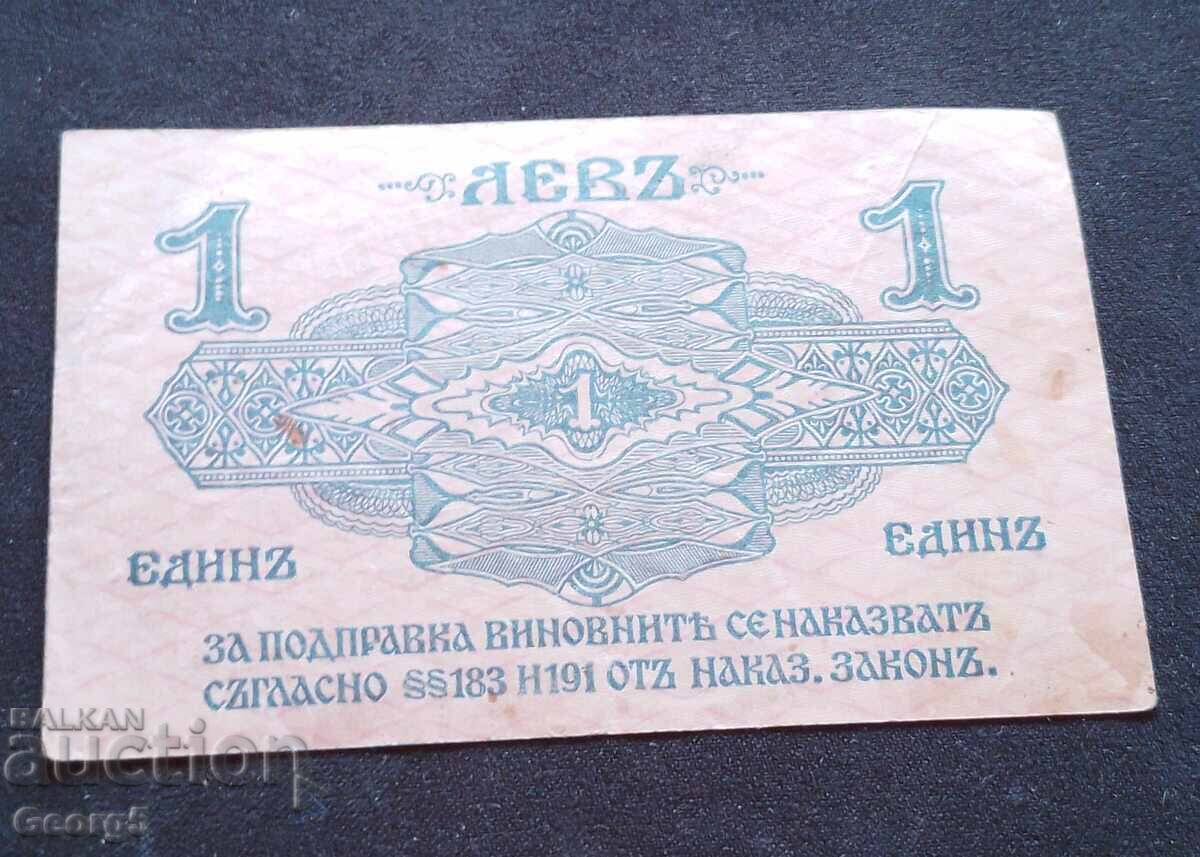 ЛЕВЪ
1 1
1
ЕДИНЪ ЕДИНЪ
ЗА ПОДПРАВКА ВИНОВНИТѢ СЕ НАКАЗВАТЪ
СЪГЛАСНО §§183 И 191 ОТЪ НАКАЗ. ЗАКОНЪ.
BALKAN
auction
Georg5